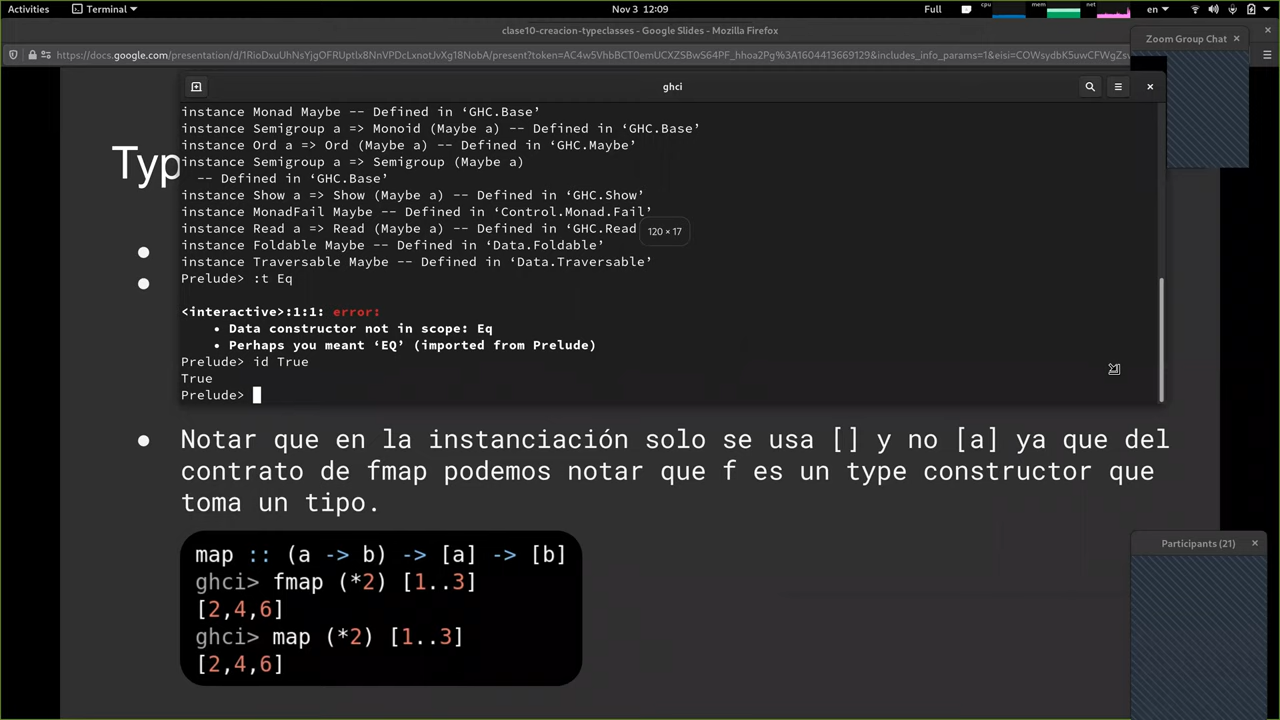 Activities
Terminal
Nov 3 12:09
Full
cpu
mem
en
clase10-creacion-typeclasses - Google Slides - Mozilla Firefox
Zoom Group Chat
ghci
instance Monad Maybe -- Defined in ‘GHC.Base’
instance Semigroup a => Monoid (Maybe a) -- Defined in ‘GHC.Base’
instance Ord a => Ord (Maybe a) -- Defined in ‘GHC.Maybe’
instance Semigroup a => Semigroup (Maybe a)
-- Defined in ‘GHC.Base’
instance Show a => Show (Maybe a) -- Defined in ‘GHC.Show’
instance MonadFail Maybe -- Defined in ‘Control.Monad.Fail’
instance Read a => Read (Maybe a) -- Defined in ‘GHC.Read
120 × 17
instance Foldable Maybe -- Defined in ‘Data.Foldable’
instance Traversable Maybe -- Defined in ‘Data.Traversable’
Prelude> :t Eq
<interactive>:1:1: error:
• Data constructor not in scope: Eq
• Perhaps you meant ‘EQ’ (imported from Prelude)
Prelude> id True
True
Prelude>
Typ
● Notar que en la instanciación solo se usa [] y no [a] ya que del
contrato de fmap podemos notar que f es un type constructor que
toma un tipo.
map :: (a -> b) -> [a] -> [b]
ghci> fmap (*2) [1..3]
[2,4,6]
ghci> map (*2) [1..3]
[2,4,6]
Participants (21)